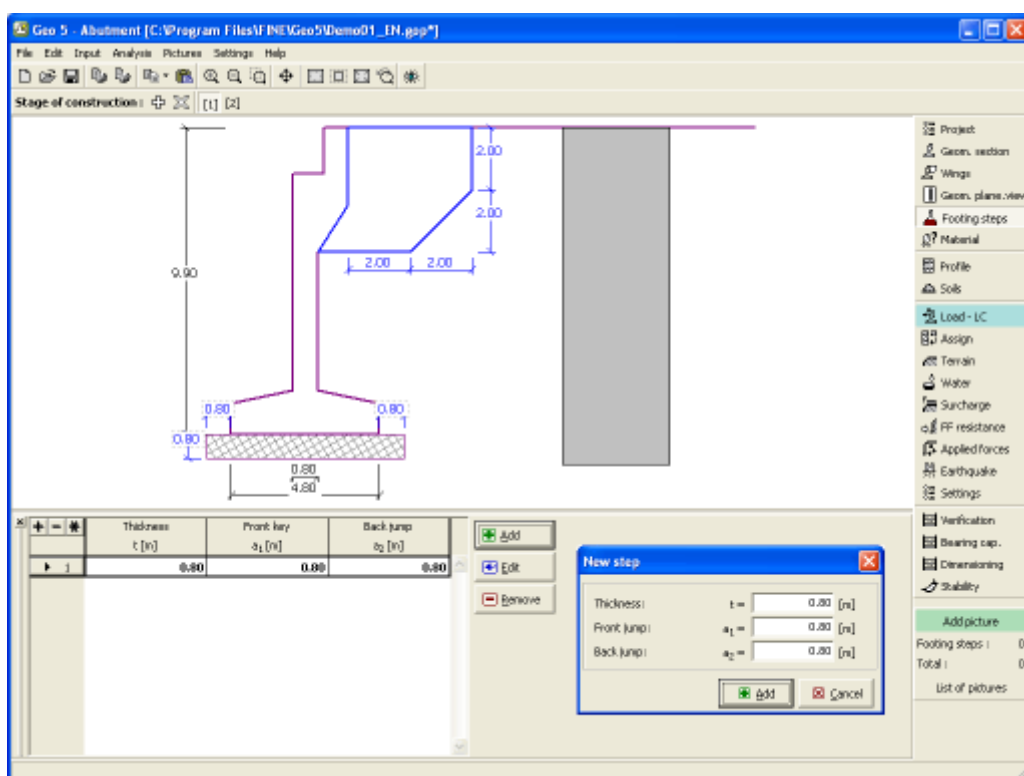 Geo 5 - Abutment [C:\Program Files\FINE\Geo5\Demo01_EN.gop*]
File Edit Input Analysis Pictures Settings Help
Stage of construction : [1] [2]
2.00
2.00
2.00 2.00
9.90
0.80 0.80
0.80
0.80
4.80
Project
Geom. section
Wings
Geom. plane.view
Footing steps
Material
Profile
Soils
Load - LC
Assign
Terrain
Water
Surcharge
FF resistance
Applied forces
Earthquake
Settings
Verification
Bearing cap.
Dimensioning
Stability
Add picture
Footing steps : 0
Total : 0
List of pictures
Thickness Front key Back jump
t [m] a1 [m] a2 [m]
1 0.80 0.80 0.80
Add
Edit
Remove
New step
Thickness : t = 0.80 [m]
Front jump : a1 = 0.80 [m]
Back jump : a2 = 0.80 [m]
Add Cancel